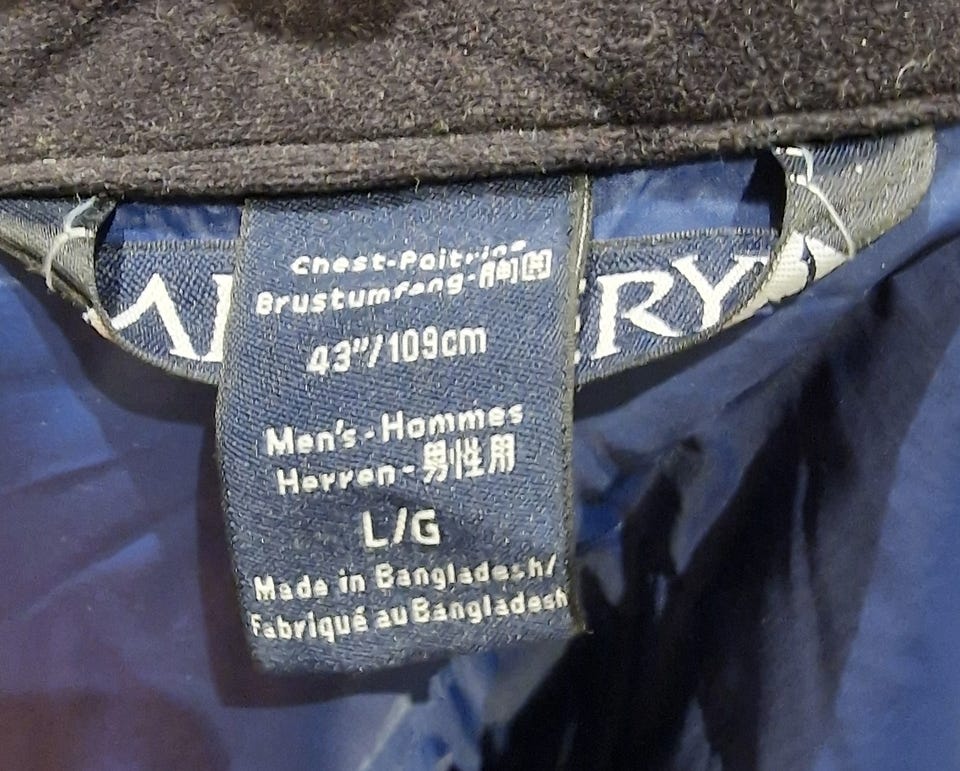 Chest-Poitrine
Brustumfang-胸囲
43"/109cm
Men's-Hommes
Herren-男性用
L/G
Made in Bangladesh/
Fabriqué au Bangladesh
ERY